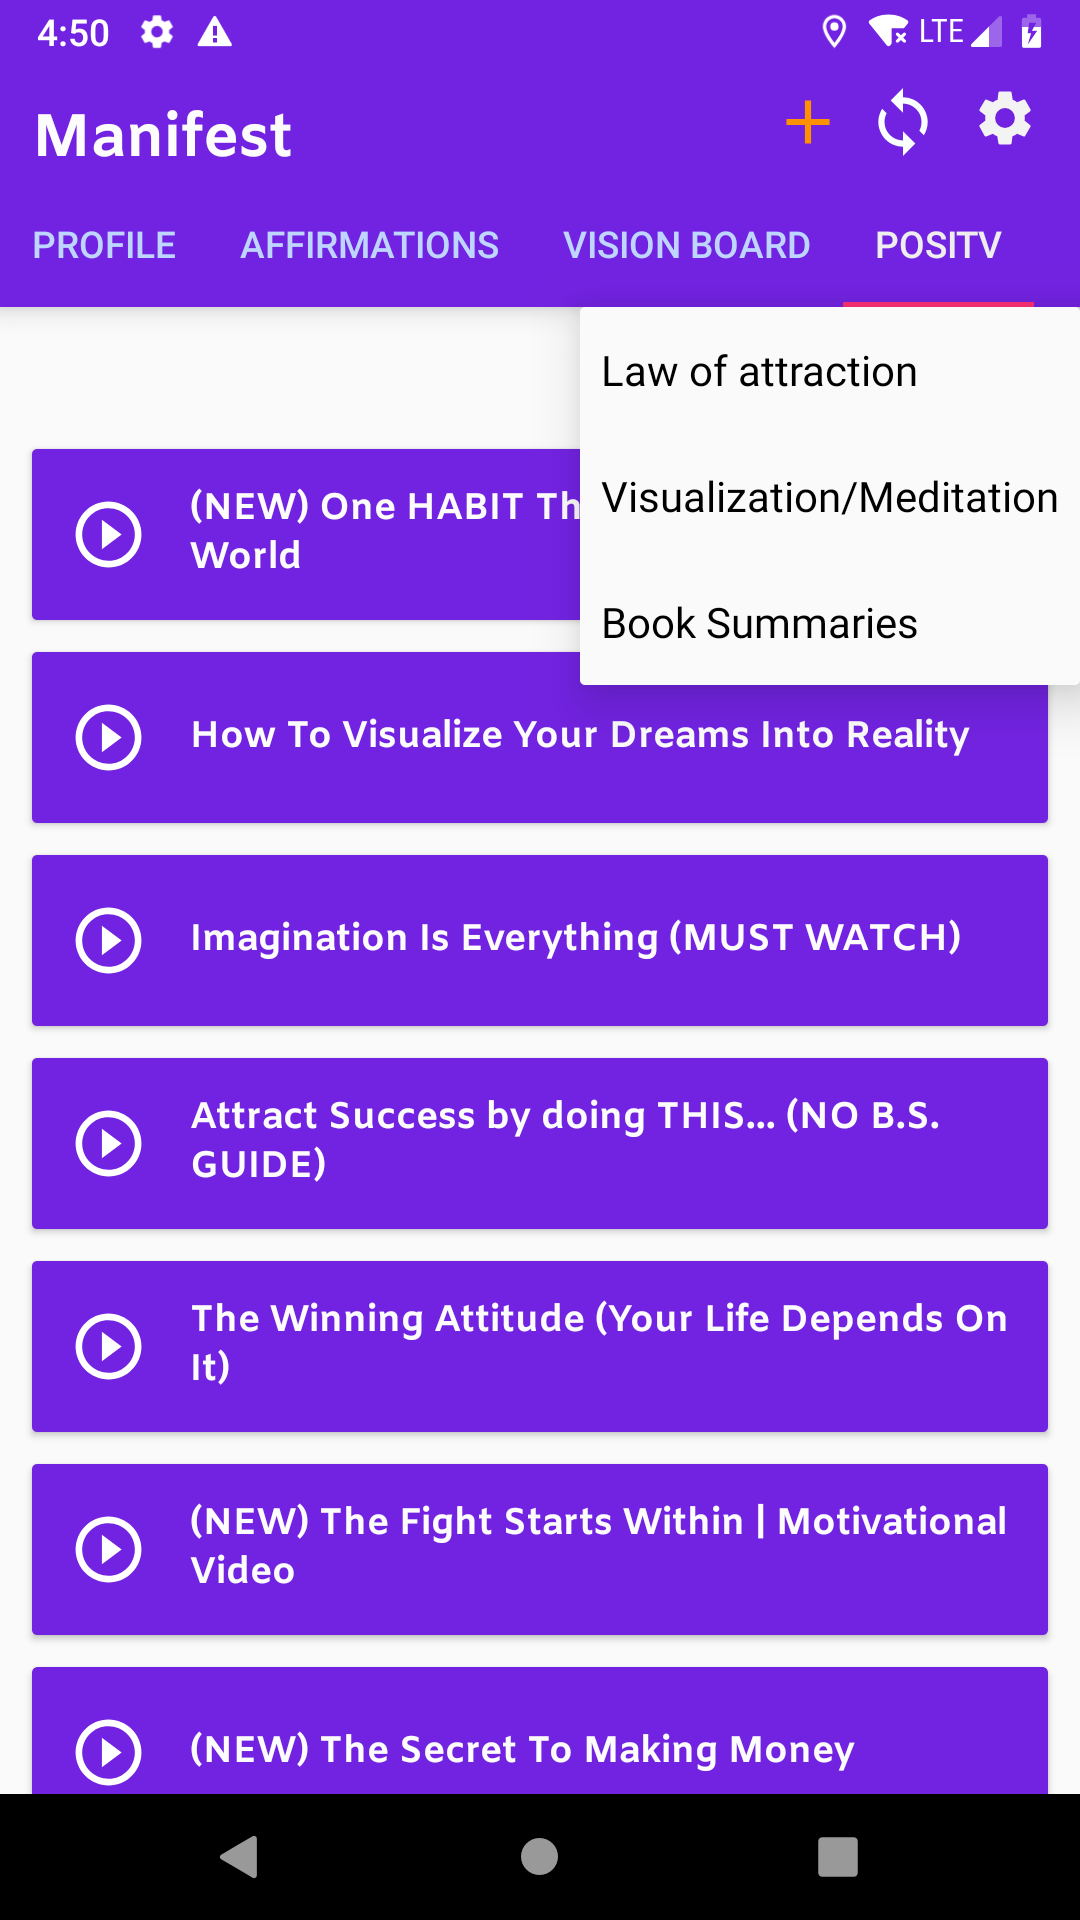 4:50
LTE
Manifest
PROFILE
AFFIRMATIONS
VISION BOARD
POSITV
Law of attraction
Visualization/Meditation
Book Summaries
(NEW) One HABIT Th
World
How To Visualize Your Dreams Into Reality
Imagination Is Everything (MUST WATCH)
Attract Success by doing THIS... (NO B.S.
GUIDE)
The Winning Attitude (Your Life Depends On
It)
(NEW) The Fight Starts Within | Motivational
Video
(NEW) The Secret To Making Money